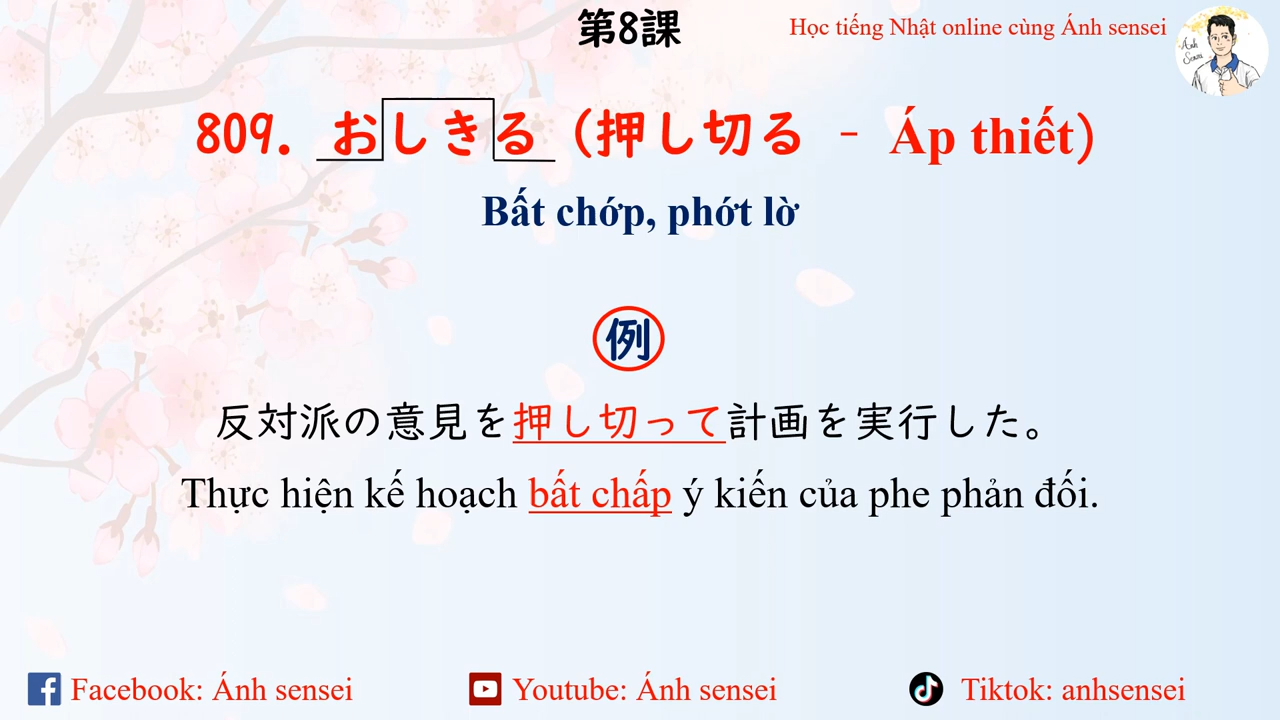 第8課
Học tiếng Nhật online cùng Ánh sensei
Ánh Sensei
809. おしきる（押し切る - Áp thiết）
Bất chớp, phớt lờ
例
反対派の意見を押し切って計画を実行した。
Thực hiện kế hoạch bất chấp ý kiến của phe phản đối.
Facebook: Ánh sensei
Youtube: Ánh sensei
Tiktok: anhsensei